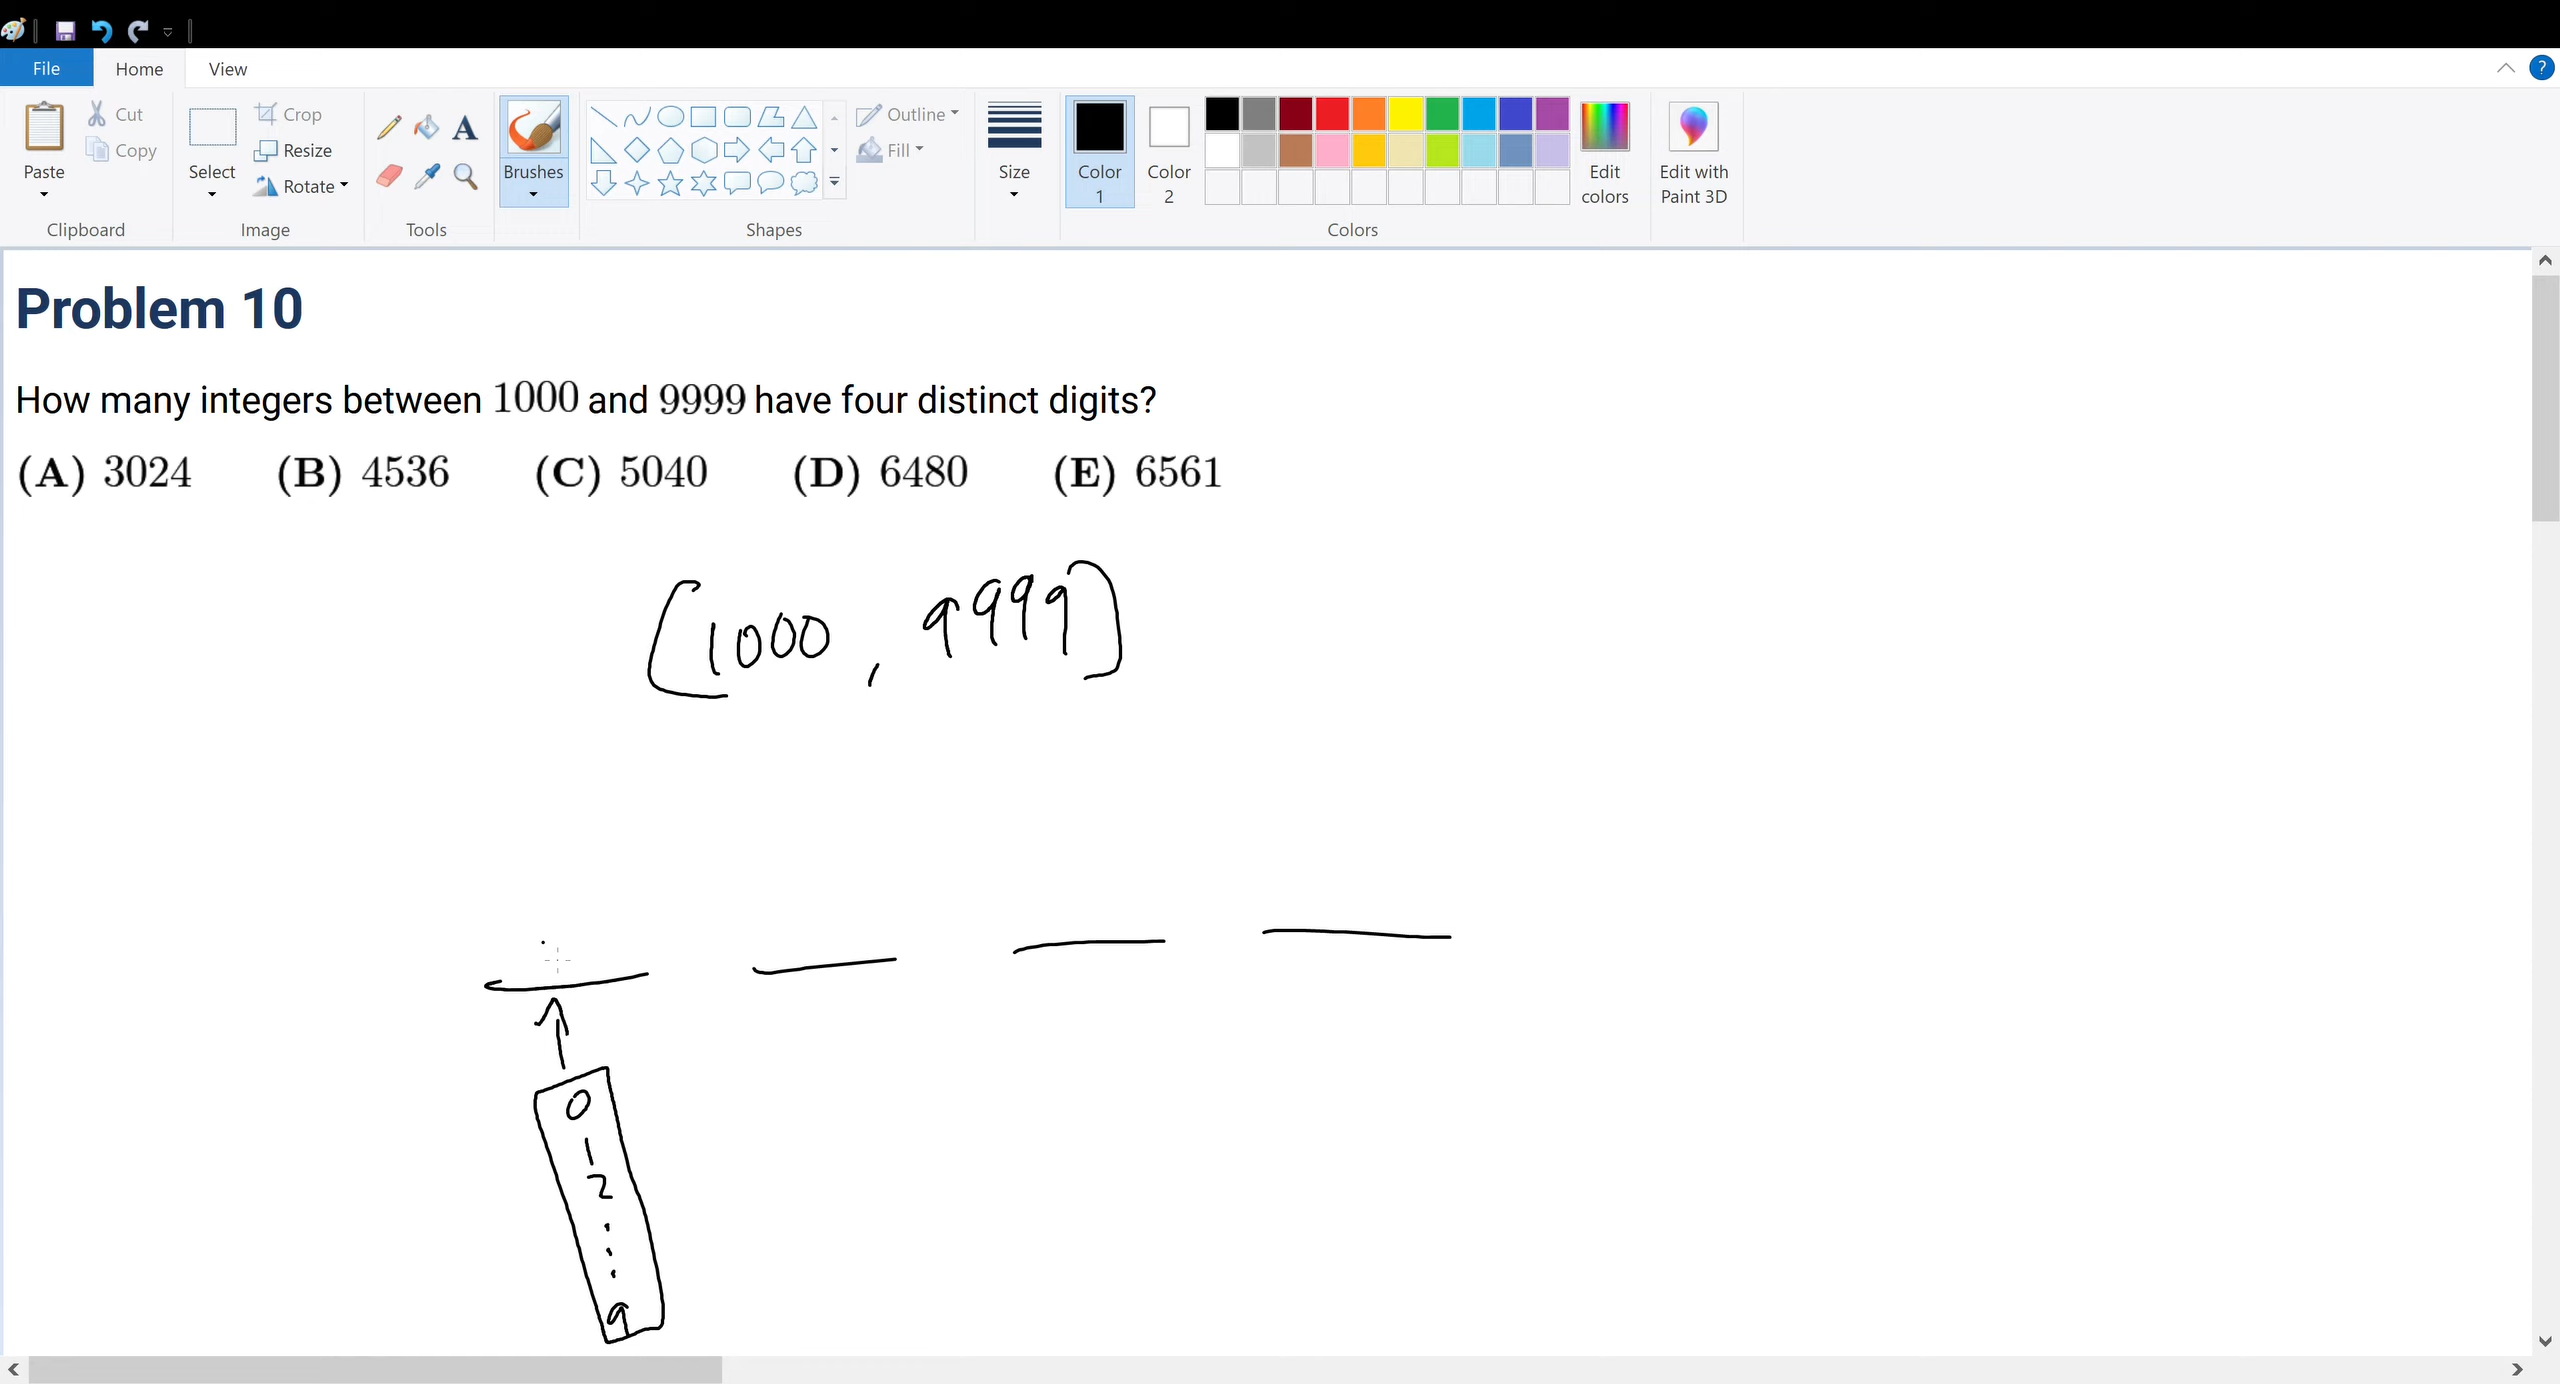 File Home View ?
Paste Cut Copy Clipboard
Select Crop Resize Rotate Image
A Tools
Brushes
Shapes Outline Fill
Size
Color 1 Color 2 Colors Edit colors
Edit with Paint 3D
Problem 10
How many integers between 1000 and 9999 have four distinct digits?
(A) 3024 (B) 4536 (C) 5040 (D) 6480 (E) 6561
[1000, 9999]
0
1
2
.
.
.
9